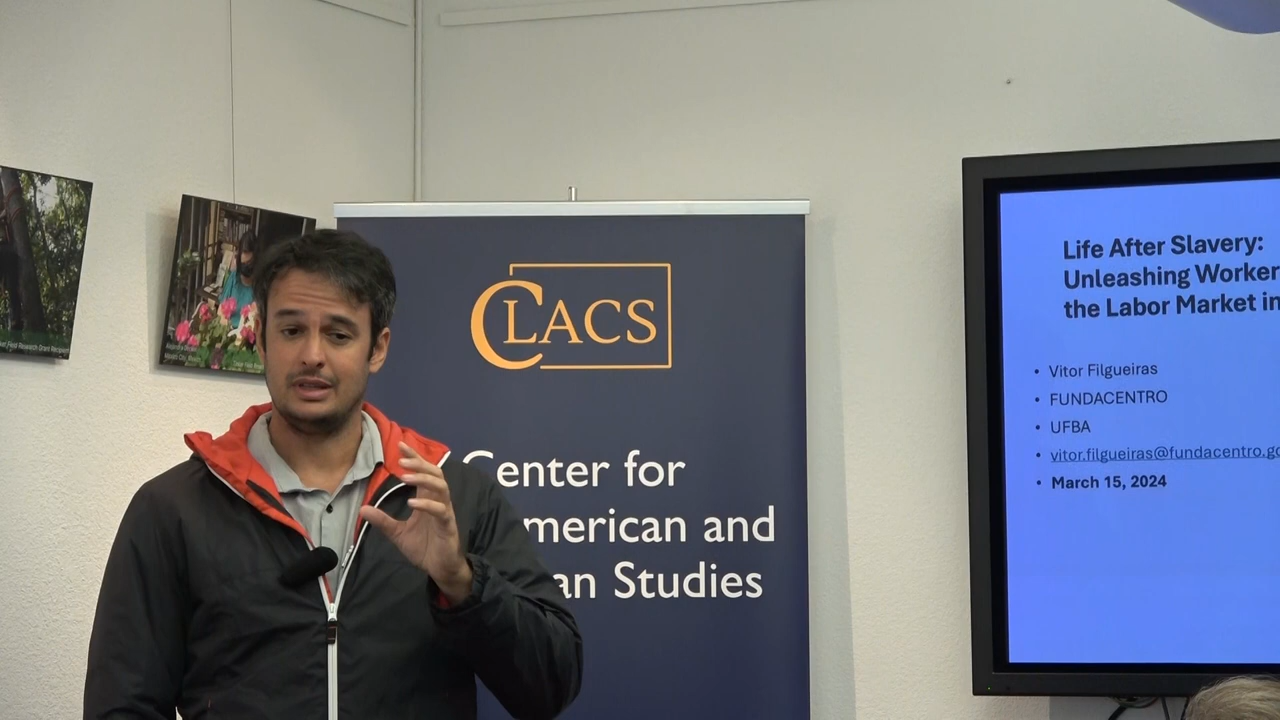 CLACS
Center for
merican and
an Studies
Life After Slavery:
Unleashing Worker
the Labor Market in
• Vitor Filgueiras
• FUNDACENTRO
• UFBA
• vitor.filgueiras@fundacentro.go
• March 15, 2024